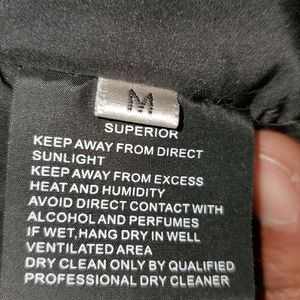 M
SUPERIOR
KEEP AWAY FROM DIRECT
SUNLIGHT
KEEP AWAY FROM EXCESS
HEAT AND HUMIDITY
AVOID DIRECT CONTACT WITH
ALCOHOL AND PERFUMES
IF WET,HANG DRY IN WELL
VENTILATED AREA
DRY CLEAN ONLY BY QUALIFIED
PROFESSIONAL DRY CLEANER